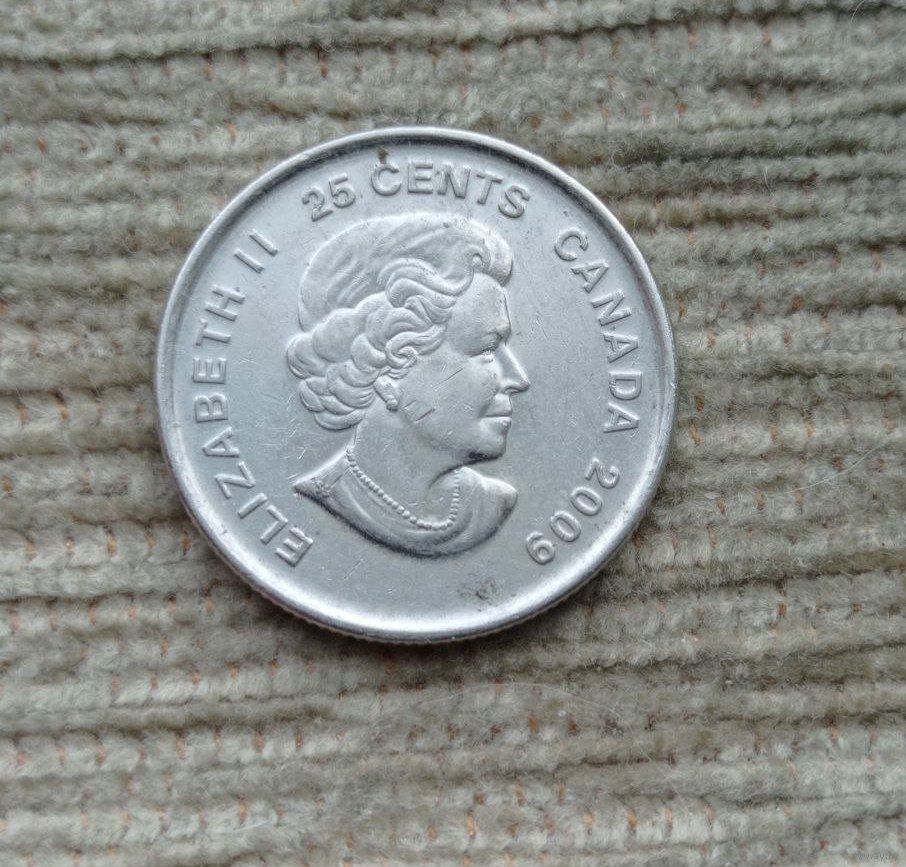 ELIZABETH II
25 CENTS
CANADA 2009